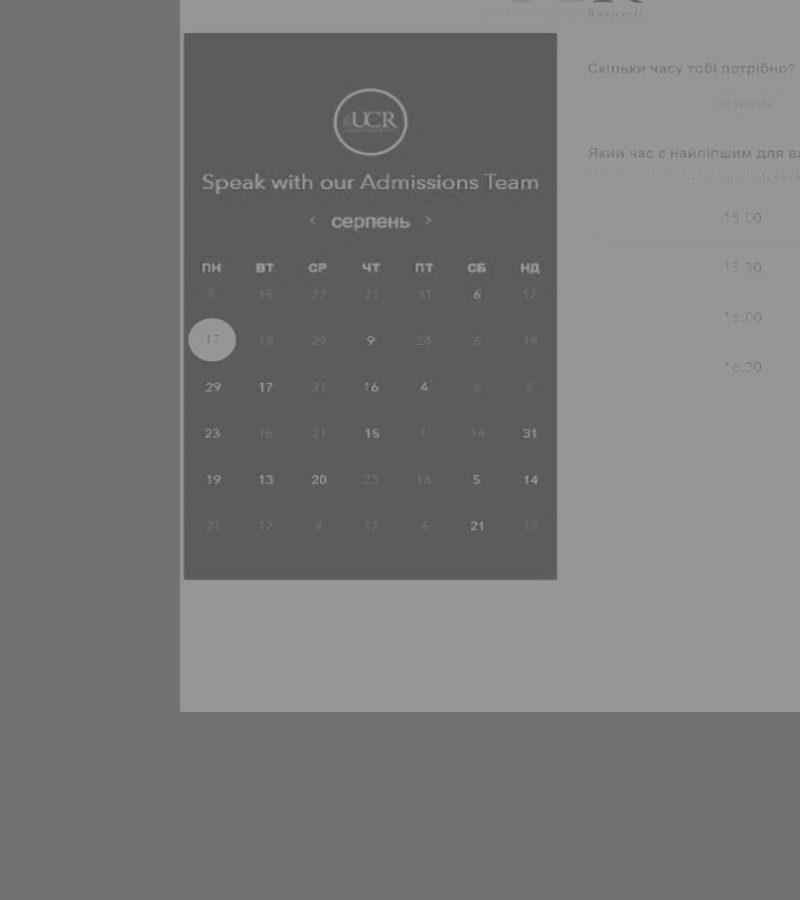 Roosevelt
UCR
Speak with our Admissions Team
‹ серпень ›
ПН ВТ СР ЧТ ПТ СБ НД
5 15 27 21 31 6 17
17 18 29 9 24 6 19
29 17 21 16 4 6 2
23 15 21 15 1 14 31
19 13 20 23 16 5 14
21 17 4 17 6 21 13
Скільки часу тобі потрібно?
30 хвилин
Який час є найліпшим для
15:00
15:30
16:00
16:30